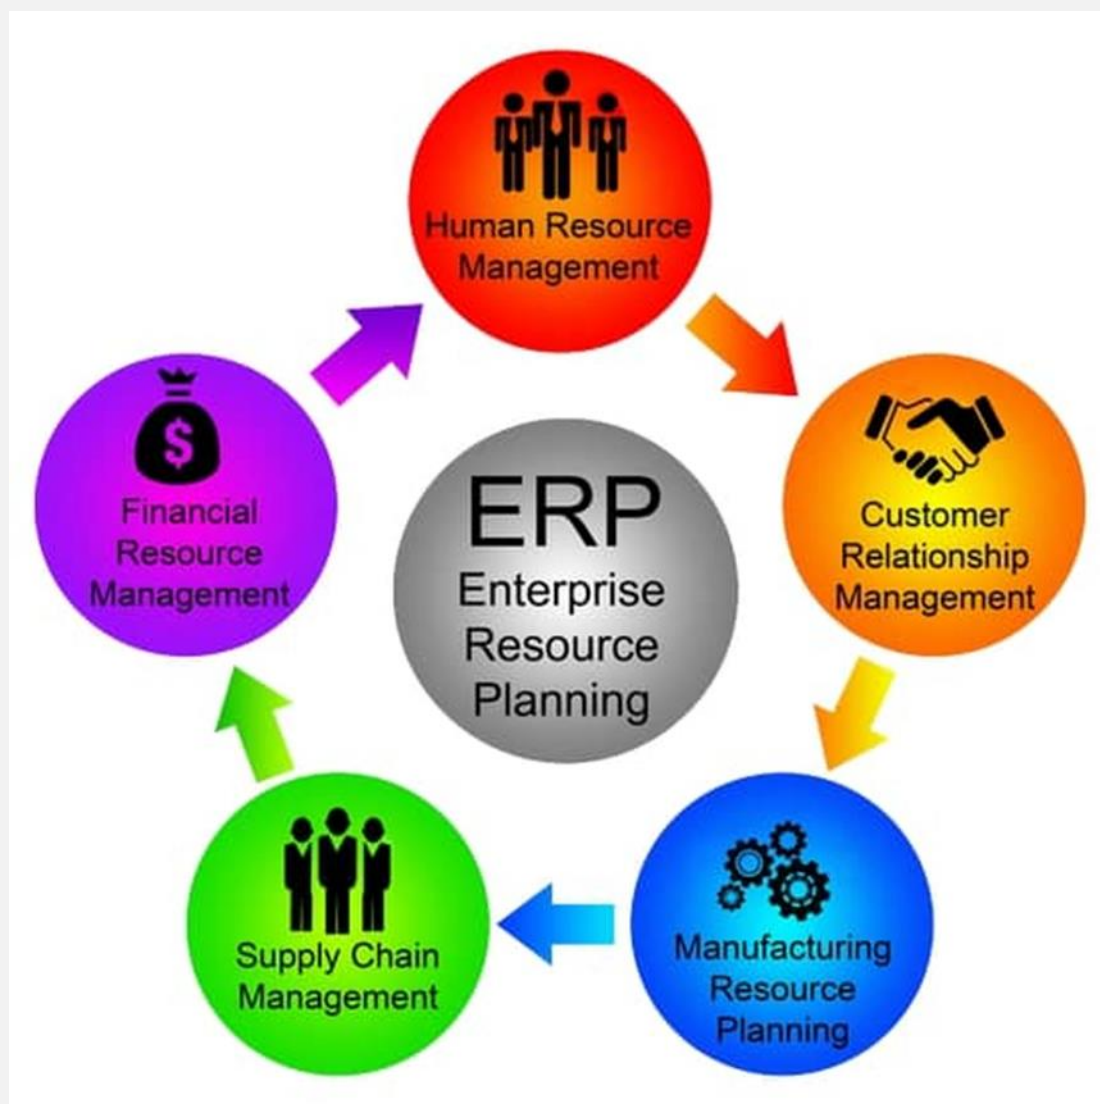 Human Resource
Management
Customer
Relationship
Management
Manufacturing
Resource
Planning
Supply Chain
Management
$
Financial
Resource
Management
ERP
Enterprise
Resource
Planning